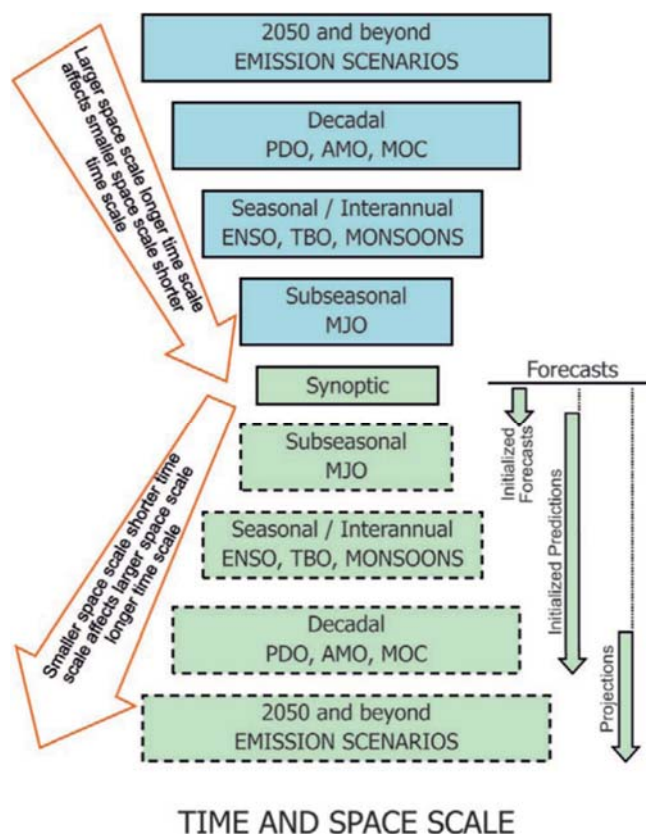 2050 and beyond
EMISSION SCENARIOS
Larger space scale longer time scale
affects smaller space scale shorter
time scale
Decadal
PDO, AMO, MOC
Seasonal / Interannual
ENSO, TBO, MONSOONS
Subseasonal
MJO
Synoptic
Forecasts
Subseasonal
MJO
Initialized
Forecasts
Smaller space scale shorter time
scale affects larger space scale
longer time scale
Seasonal / Interannual
ENSO, TBO, MONSOONS
Initialized Predictions
Decadal
PDO, AMO, MOC
Projections
2050 and beyond
EMISSION SCENARIOS
TIME AND SPACE SCALE